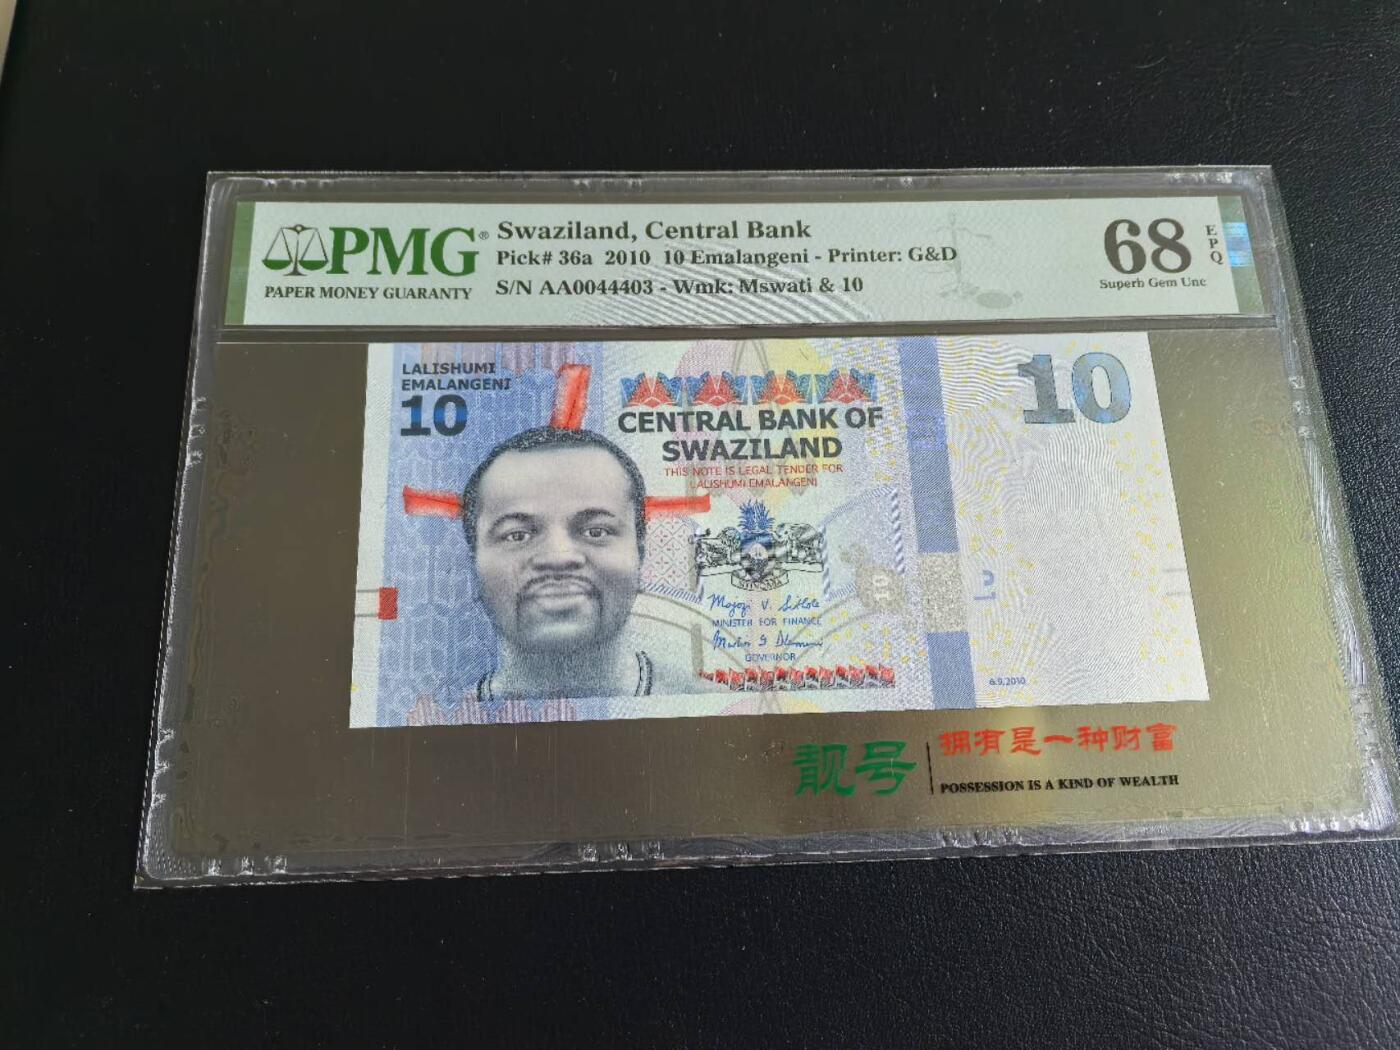 PMG®
PAPER MONEY GUARANTY
Swaziland, Central Bank
Pick# 36a 2010 10 Emalangeni - Printer: G&D
S/N AA0044403 - Wmk: Mswati & 10
68
EPQ
Superb Gem Unc
LALISHUMI
EMALANGENI
10
CENTRAL BANK OF
SWAZILAND
THIS NOTE IS LEGAL TENDER FOR
LALISHUMI EMALANGENI
10
MINISTER FOR FINANCE
GOVERNOR
10
6.9.2010
靓号
拥有是一种财富
POSSESSION IS A KIND OF WEALTH